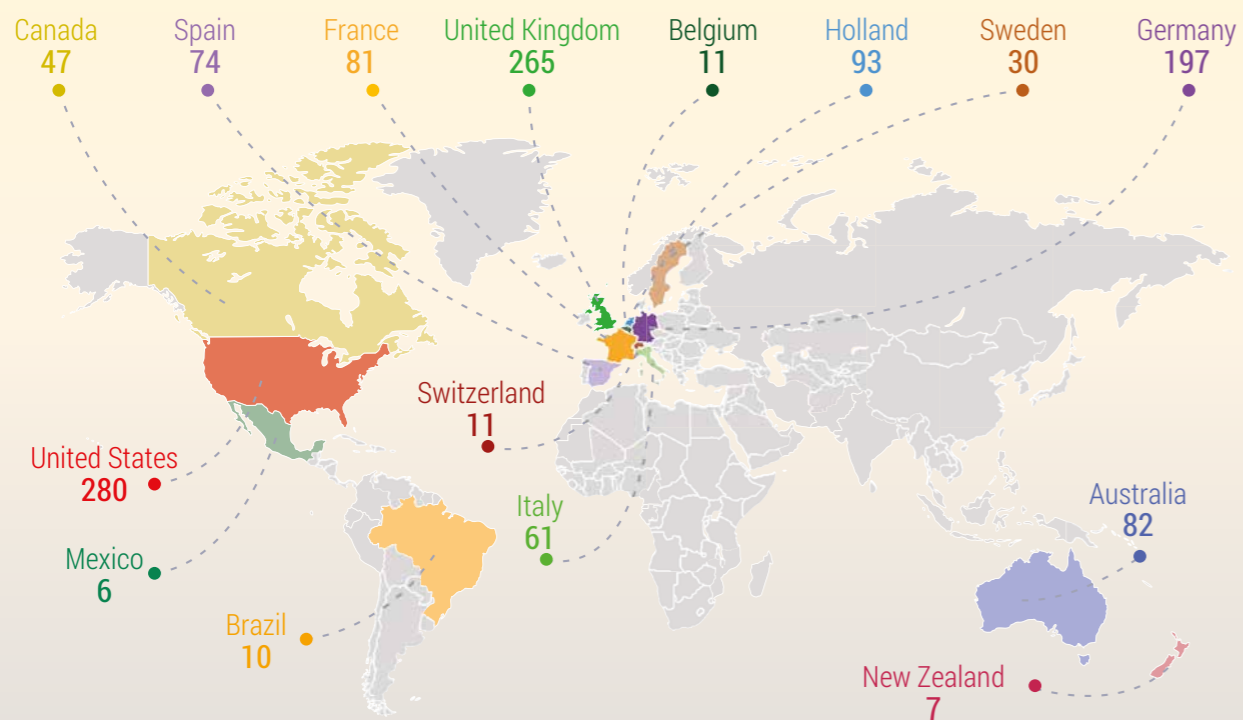 Canada
47
Spain
74
France
81
United Kingdom
265
Belgium
11
Holland
93
Sweden
30
Germany
197
Switzerland
11
United States
280
Italy
61
Australia
82
Mexico
6
Brazil
10
New Zealand
7